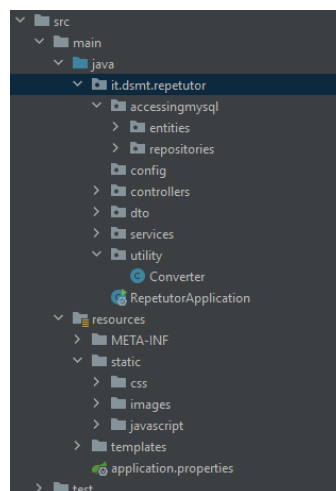 src
main
java
it.dsmt.repetutor
accessingmysql
entities
repositories
config
controllers
dto
services
utility
Converter
RepetutorApplication
resources
META-INF
static
css
images
javascript
templates
application.properties
test